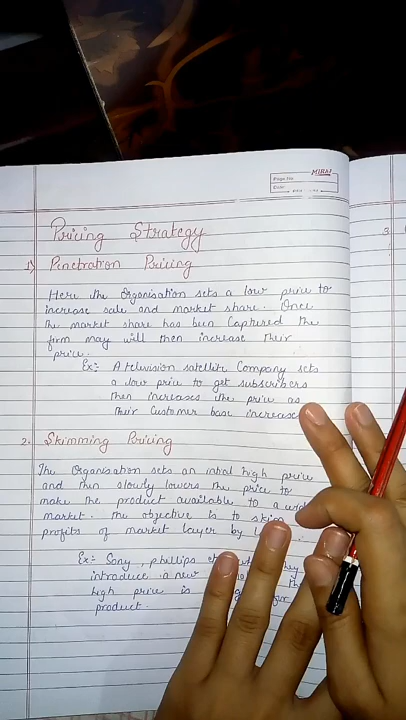 MIRAJ
Page No.
Date:
Pricing Strategy
1) Penetration Pricing
Here the Organisation sets a low price to
increase sale and market share. Once
the market share has been Captured the
firm may will then increase their
price.
Ex:- A television satellite Company sets
a low price to get subscribers
then increases the price as
their Customer base increases
2. Skimming Pricing
The Organisation sets an initial high price
and then slowly lowers the price to
make the product available to a
market. The objective is to skim
profits of market layer by
Ex:- Sony, phillips
introduce a new
high price is
product.
3.